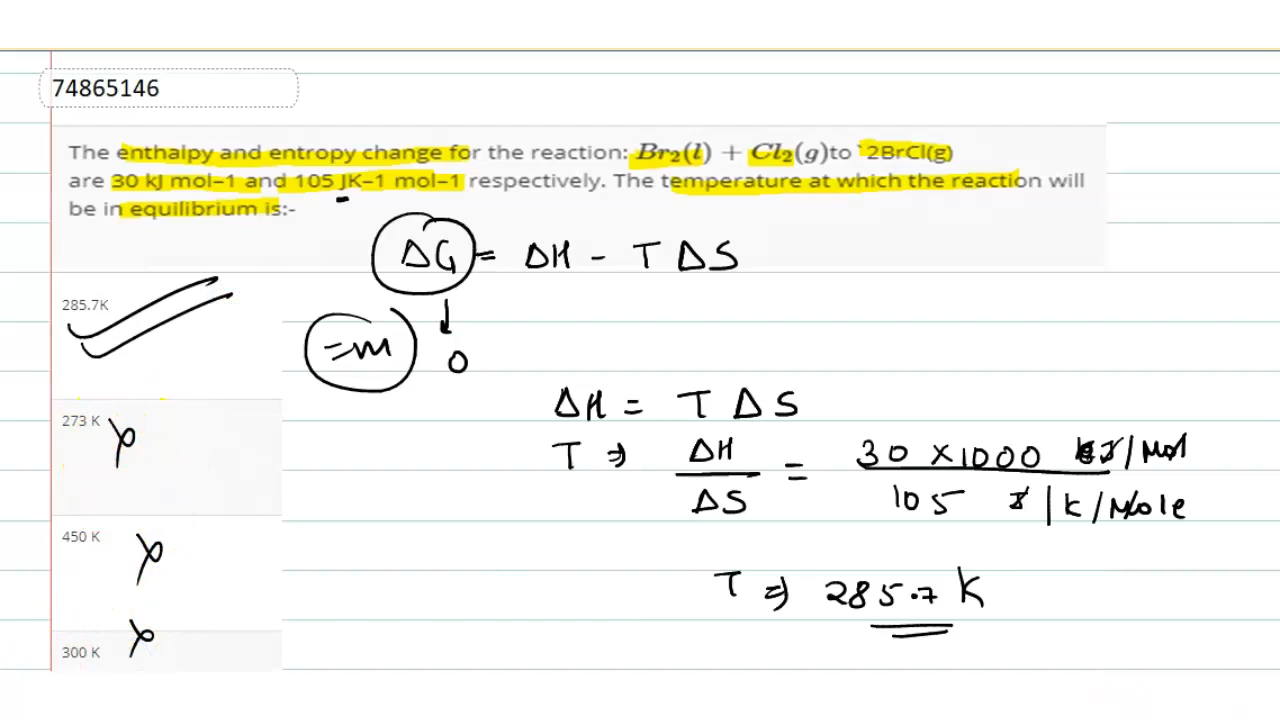 74865146
The enthalpy and entropy change for the reaction: Br₂(l) + Cl₂(g)to 2BrCl(g)
are 30 kJ mol–1 and 105 JK–1 mol–1 respectively. The temperature at which the reaction will
be in equilibrium is:-
ΔG = ΔH - TΔS
285.7K
0
ΔH = TΔS
273 K
T ⇒ ΔH/ΔS = 30 ×1000 /Mol
105 J/K/Mole
450 K
T ⇒ 285.7 K
300 K